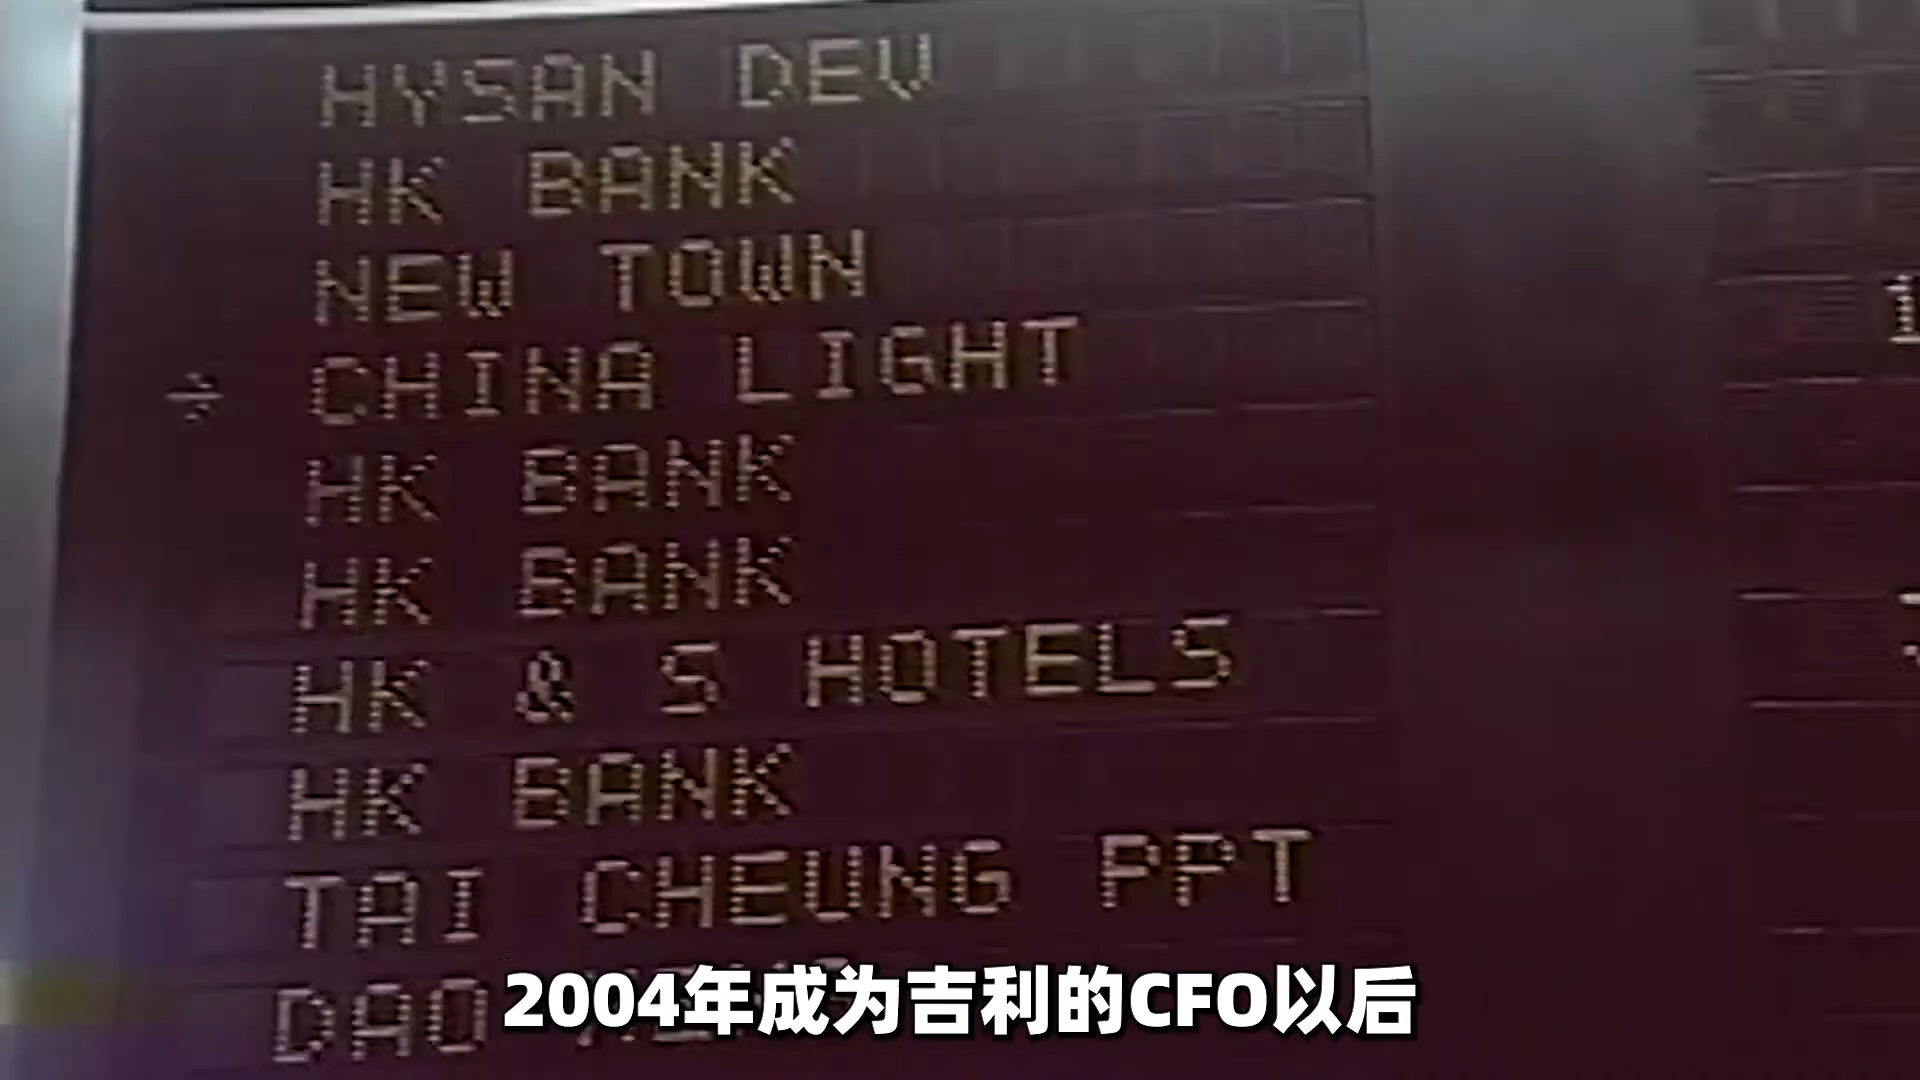 HYSAN DEV
HK BANK
NEW TOWN
CHINA LIGHT
HK BANK
HK BANK
HK & S HOTELS
HK BANK
TAI CHEUNG PPT
DAO
2004年成为吉利的CFO以后